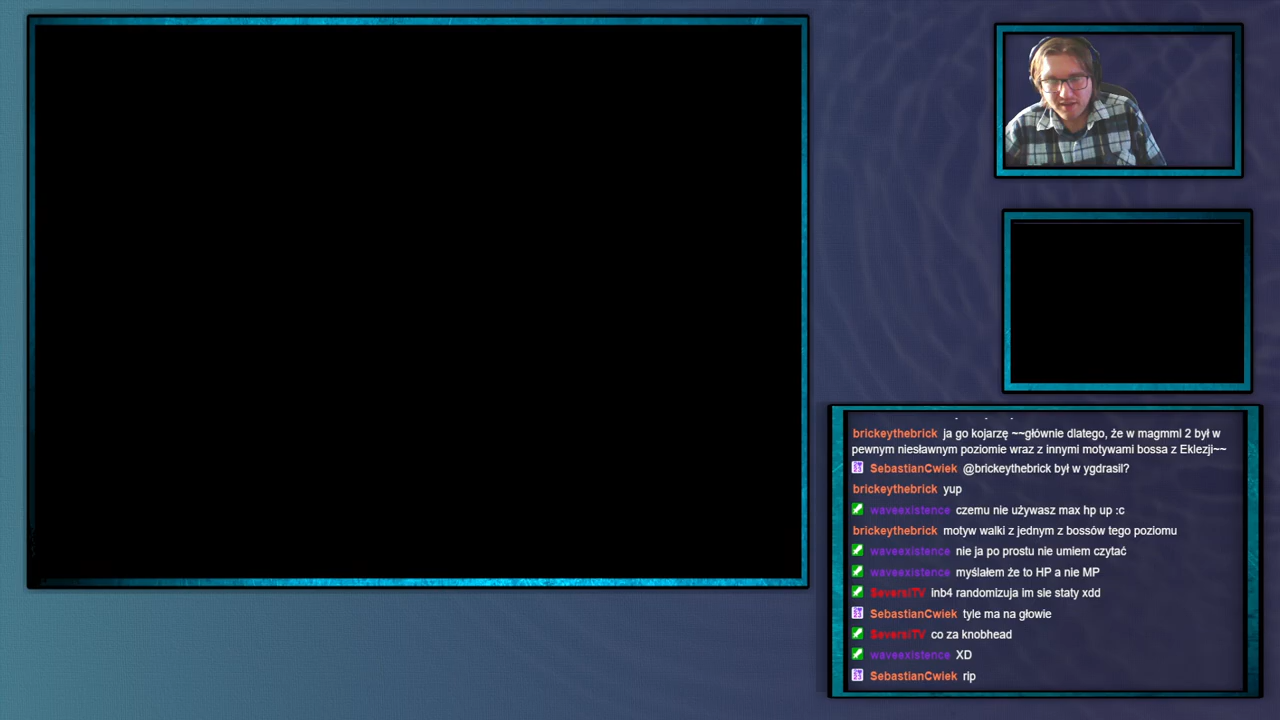 brickeythebrick ja go kojarzę ~~głównie dlatego, że w magmml 2 był w
pewnym niesławnym poziomie wraz z innymi motywami bossa z Eklezji~~
SebastianCwiek @brickeythebrick był w ygdrasil?
brickeythebrick yup
waveexistence czemu nie używasz max hp up :c
brickeythebrick motyw walki z jednym z bossów tego poziomu
waveexistence nie ja po prostu nie umiem czytać
waveexistence myślałem że to HP a nie MP
SeversiTV inb4 randomizuja im sie staty xdd
SebastianCwiek tyle ma na głowie
SeversiTV co za knobhead
waveexistence XD
SebastianCwiek rip